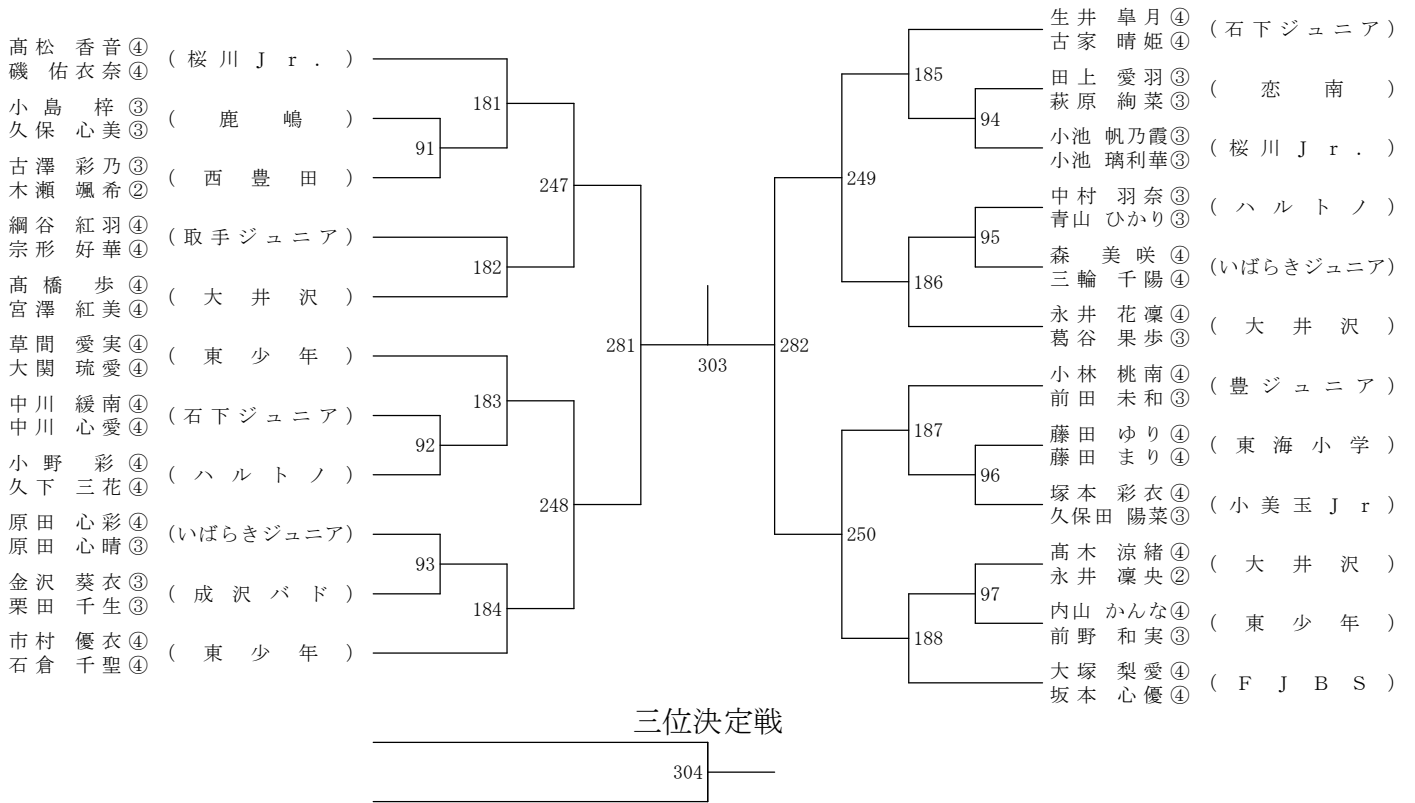 髙松 香音④
磯 佑衣奈④
(桜川Jr.)
小島 梓③
久保 心美③
(鹿嶋)
古澤 彩乃③
木瀬 颯希②
(西豊田)
綱谷 紅羽④
宗形 好華④
(取手ジュニア)
髙橋 歩④
宮澤 紅美④
(大井沢)
草間 愛実④
大関 琉愛④
(東少年)
中川 緩南④
中川 心愛④
(石下ジュニア)
小野 彩④
久下 三花④
(ハルトノ)
原田 心彩④
原田 心晴③
(いばらきジュニア)
金沢 葵衣③
栗田 千生③
(成沢バド)
市村 優衣④
石倉 千聖④
(東少年)
91
92
93
181
182
183
184
247
248
281
303
282
249
250
185
186
187
188
94
95
96
97
生井 皐月④
古家 晴姫④
(石下ジュニア)
田上 愛羽③
萩原 絢菜③
(恋南)
小池 帆乃霞③
小池 璃利華③
(桜川Jr.)
中村 羽奈③
青山 ひかり③
(ハルトノ)
森 美咲④
三輪 千陽④
(いばらきジュニア)
永井 花凜④
葛谷 果歩③
(大井沢)
小林 桃南④
前田 未和③
(豊ジュニア)
藤田 ゆり④
藤田 まり④
(東海小学)
塚本 彩衣④
久保田 陽菜③
(小美玉Jr)
髙木 涼緒④
永井 凜央②
(大井沢)
内山 かんな④
前野 和実③
(東少年)
大塚 梨愛④
坂本 心優④
(FJBS)
三位決定戦
304